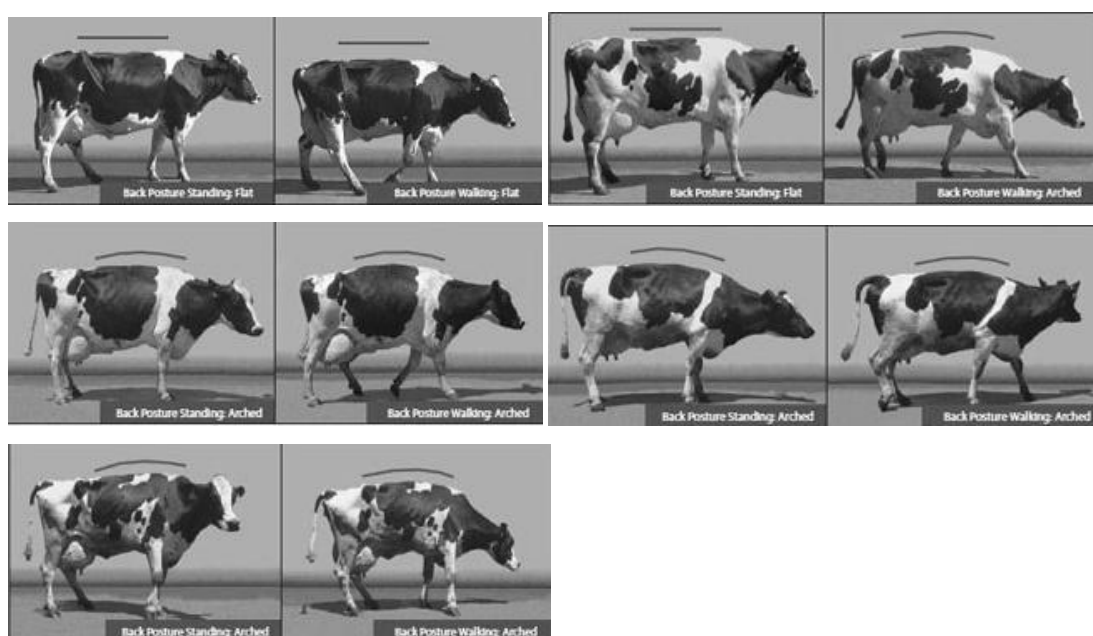 Back Posture Standing: Flat
Back Posture Walking: Flat
Back Posture Standing: Flat
Back Posture Walking: Arched
Back Posture Standing: Arched
Back Posture Walking: Arched
Back Posture Standing: Arched
Back Posture Walking: Arched
Back Posture Standing: Arched
Back Posture Walking: Arched